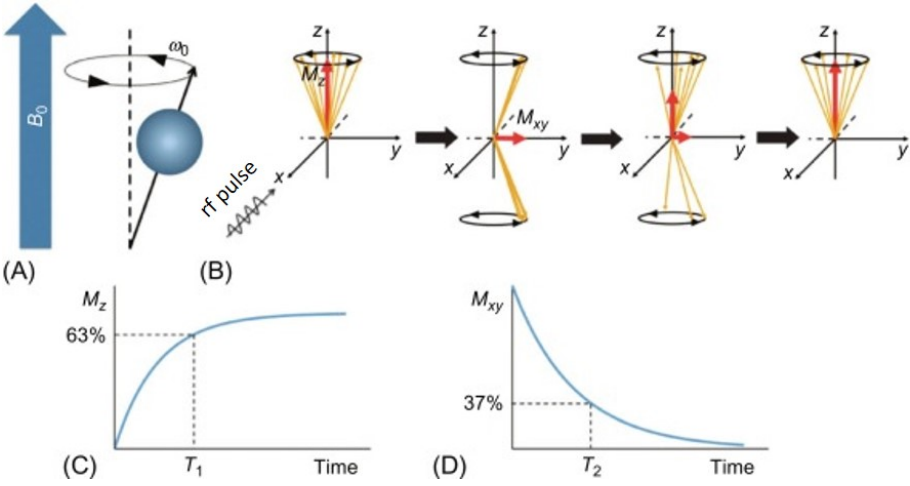 B0
ω0
(A)
z
Mz
y
x
rf pulse
(B)
z
Mxy
y
x
z
y
x
z
y
x
Mz
63%
T1
Time
(C)
Mxy
37%
T2
Time
(D)